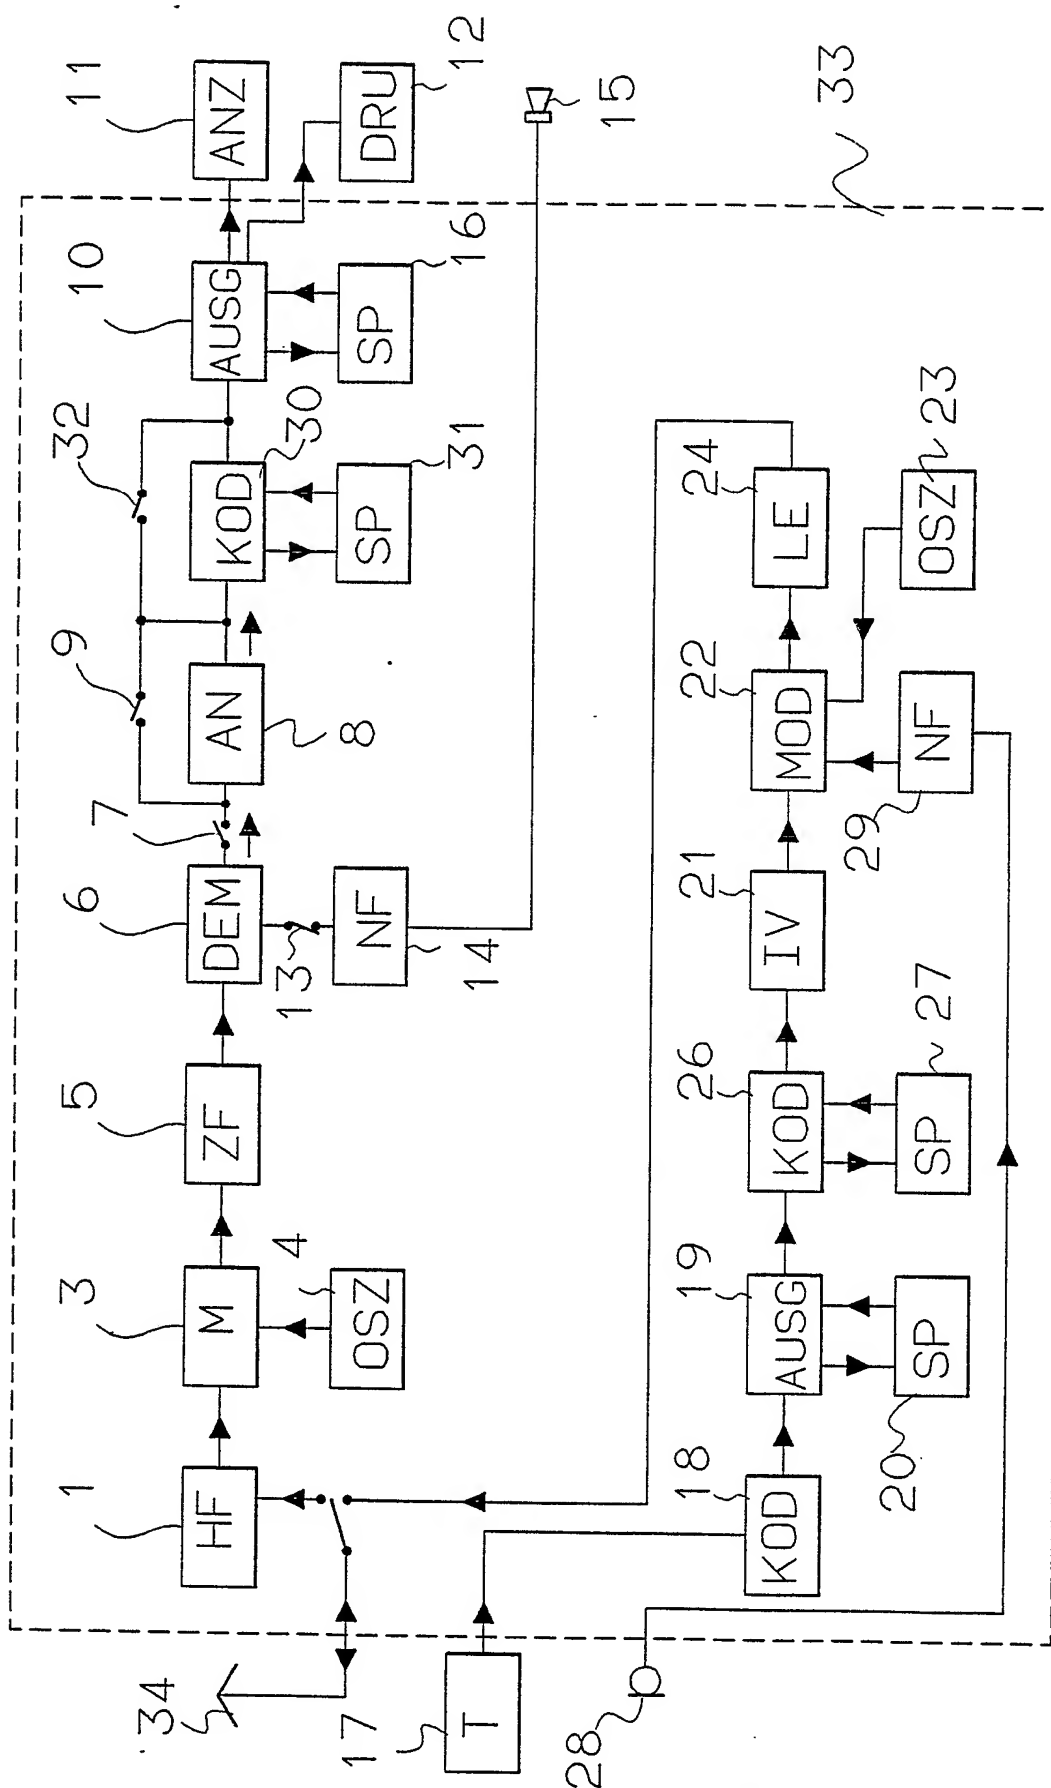 11
ANZ
12
DRU
15
33
10
AUSG
16
SP
32
30
KOD
31
SP
9
AN
8
7
6
DEM
13
NF
14
5
ZF
3
M
4
OSZ
1
HF
34
24
LE
23
OSZ
22
MOD
NF
29
21
IV
26
KOD
27
SP
19
AUSG
SP
20
18
KOD
17
T
28